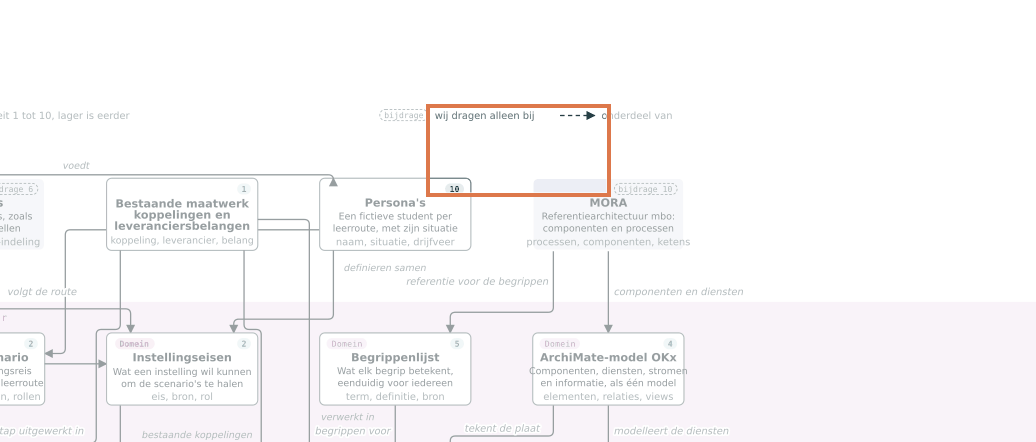 eit 1 tot 10, lager is eerder
bijdrage
wij dragen alleen bij
onderdeel van
voedt
drage 6
s
s, zoals
ellen
indeling
1
Bestaande maatwerk
koppelingen en
leveranciersbelangen
koppeling, leverancier, belang
10
Persona's
Een fictieve student per
leerroute, met zijn situatie
naam, situatie, drijfveer
bijdrage 10
MORA
Referentiearchitectuur mbo:
componenten en processen
processen, componenten, ketens
definiëren samen
referentie voor de begrippen
volgt de route
componenten en diensten
r
2
nario
ngsreis
leerroute
n, rollen
Domein
2
Instellingseisen
Wat een instelling wil kunnen
om de scenario's te halen
eis, bron, rol
Domein
5
Begrippenlijst
Wat elk begrip betekent,
eenduidig voor iedereen
term, definitie, bron
Domein
4
ArchiMate-model OKx
Componenten, diensten, stromen
en informatie, als één model
elementen, relaties, views
tap uitgewerkt in
bestaande koppelingen
verwerkt in
begrippen voor
tekent de plaat
modelleert de diensten